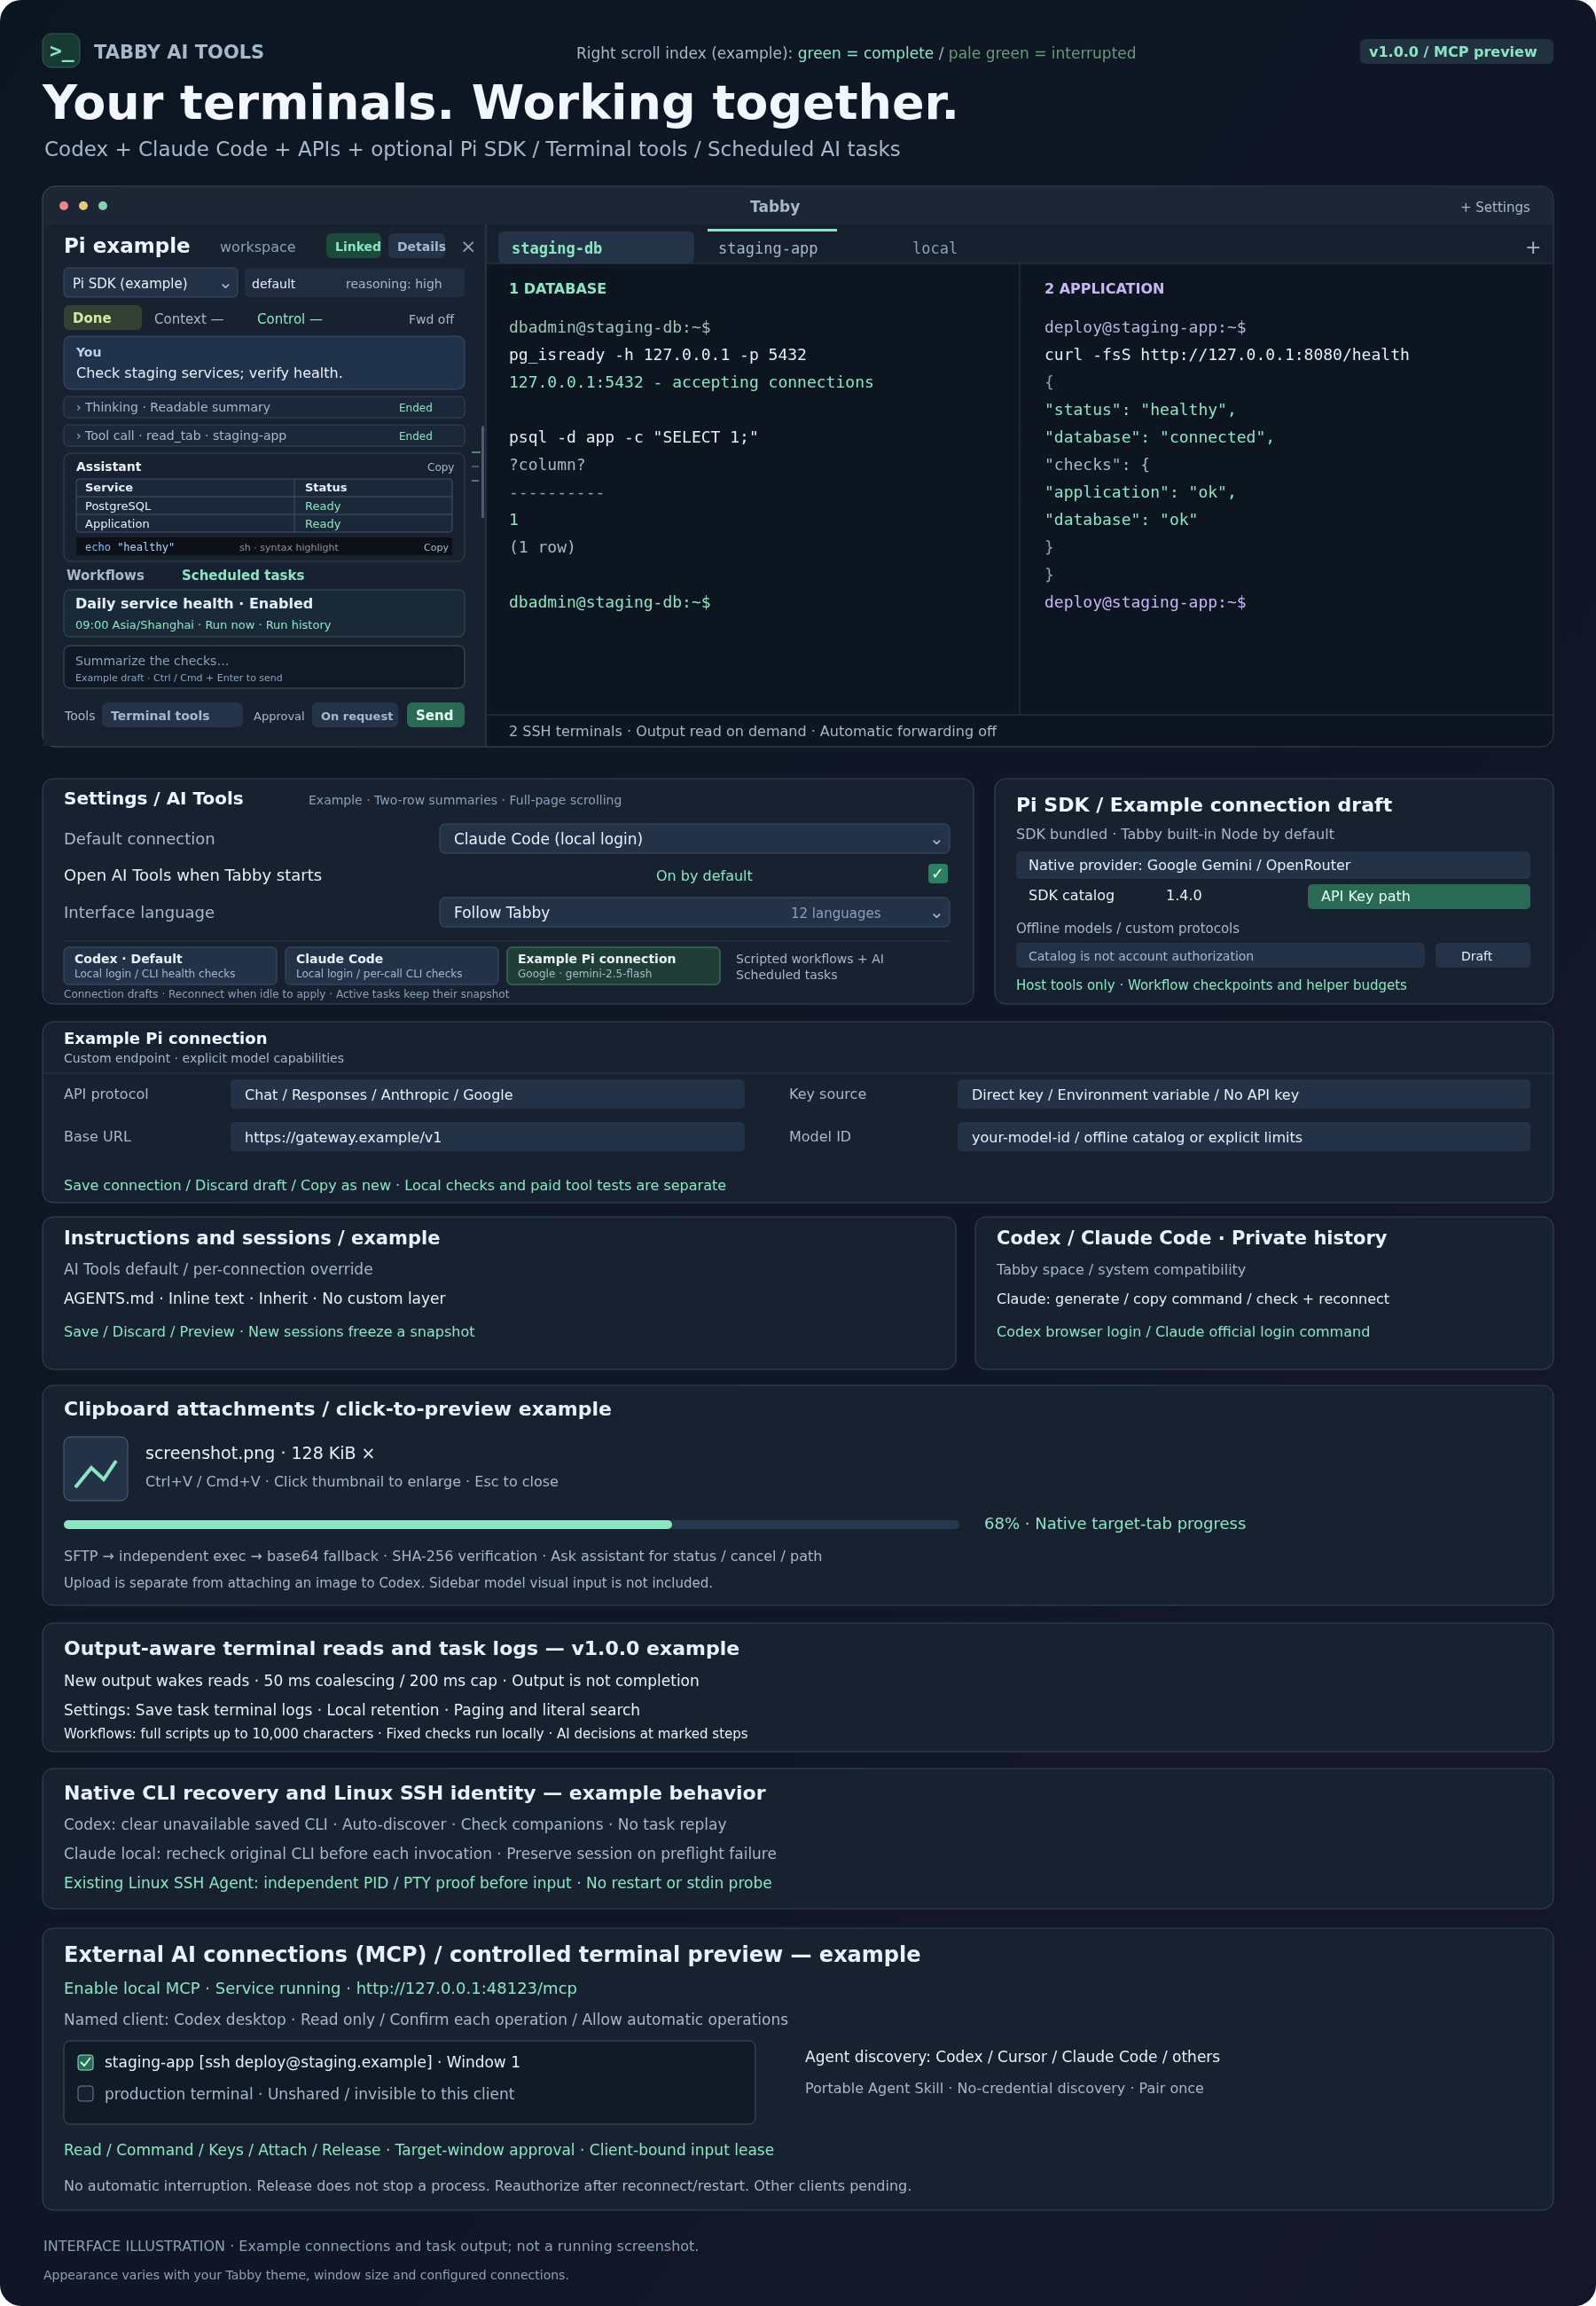 >_ TABBY AI TOOLS
Right scroll index (example): green = complete / pale green = interrupted
v1.0.0 / MCP preview
Your terminals. Working together.
Codex + Claude Code + APIs + optional Pi SDK / Terminal tools / Scheduled AI tasks
Tabby
+ Settings
Pi example workspace Linked Details ×
Pi SDK (example) ⌄ default reasoning: high
Done Context — Control — Fwd off
You
Check staging services; verify health.
› Thinking · Readable summary Ended
› Tool call · read_tab · staging-app Ended
Assistant Copy
Service Status
PostgreSQL Ready
Application Ready
echo "healthy" sh · syntax highlight Copy
Workflows Scheduled tasks
Daily service health · Enabled
09:00 Asia/Shanghai · Run now · Run history
Summarize the checks…
Example draft · Ctrl / Cmd + Enter to send
Tools Terminal tools Approval On request Send
staging-db staging-app local +
1 DATABASE
dbadmin@staging-db:~$
pg_isready -h 127.0.0.1 -p 5432
127.0.0.1:5432 - accepting connections
psql -d app -c "SELECT 1;"
?column?
----------
1
(1 row)
dbadmin@staging-db:~$
2 APPLICATION
deploy@staging-app:~$
curl -fsS http://127.0.0.1:8080/health
{
"status": "healthy",
"database": "connected",
"checks": {
"application": "ok",
"database": "ok"
}
}
deploy@staging-app:~$
2 SSH terminals · Output read on demand · Automatic forwarding off
Settings / AI Tools Example · Two-row summaries · Full-page scrolling
Default connection Claude Code (local login) ⌄
Open AI Tools when Tabby starts On by default ✓
Interface language Follow Tabby 12 languages ⌄
Codex · Default
Local login / CLI health checks
Claude Code
Local login / per-call CLI checks
Example Pi connection
Google · gemini-2.5-flash
Scripted workflows + AI
Scheduled tasks
Connection drafts · Reconnect when idle to apply · Active tasks keep their snapshot
Pi SDK / Example connection draft
SDK bundled · Tabby built-in Node by default
Native provider: Google Gemini / OpenRouter
SDK catalog 1.4.0 API Key path
Offline models / custom protocols
Catalog is not account authorization Draft
Host tools only · Workflow checkpoints and helper budgets
Example Pi connection
Custom endpoint · explicit model capabilities
API protocol Chat / Responses / Anthropic / Google Key source Direct key / Environment variable / No API key
Base URL https://gateway.example/v1 Model ID your-model-id / offline catalog or explicit limits
Save connection / Discard draft / Copy as new · Local checks and paid tool tests are separate
Instructions and sessions / example
AI Tools default / per-connection override
AGENTS.md · Inline text · Inherit · No custom layer
Save / Discard / Preview · New sessions freeze a snapshot
Codex / Claude Code · Private history
Tabby space / system compatibility
Claude: generate / copy command / check + reconnect
Codex browser login / Claude official login command
Clipboard attachments / click-to-preview example
screenshot.png · 128 KiB ×
Ctrl+V / Cmd+V · Click thumbnail to enlarge · Esc to close
68% · Native target-tab progress
SFTP → independent exec → base64 fallback · SHA-256 verification · Ask assistant for status / cancel / path
Upload is separate from attaching an image to Codex. Sidebar model visual input is not included.
Output-aware terminal reads and task logs — v1.0.0 example
New output wakes reads · 50 ms coalescing / 200 ms cap · Output is not completion
Settings: Save task terminal logs · Local retention · Paging and literal search
Workflows: full scripts up to 10,000 characters · Fixed checks run locally · AI decisions at marked steps
Native CLI recovery and Linux SSH identity — example behavior
Codex: clear unavailable saved CLI · Auto-discover · Check companions · No task replay
Claude local: recheck original CLI before each invocation · Preserve session on preflight failure
Existing Linux SSH Agent: independent PID / PTY proof before input · No restart or stdin probe
External AI connections (MCP) / controlled terminal preview — example
Enable local MCP · Service running · http://127.0.0.1:48123/mcp
Named client: Codex desktop · Read only / Confirm each operation / Allow automatic operations
staging-app [ssh deploy@staging.example] · Window 1
production terminal · Unshared / invisible to this client
Agent discovery: Codex / Cursor / Claude Code / others
Portable Agent Skill · No-credential discovery · Pair once
Read / Command / Keys / Attach / Release · Target-window approval · Client-bound input lease
No automatic interruption. Release does not stop a process. Reauthorize after reconnect/restart. Other clients pending.
INTERFACE ILLUSTRATION · Example connections and task output; not a running screenshot.
Appearance varies with your Tabby theme, window size and configured connections.